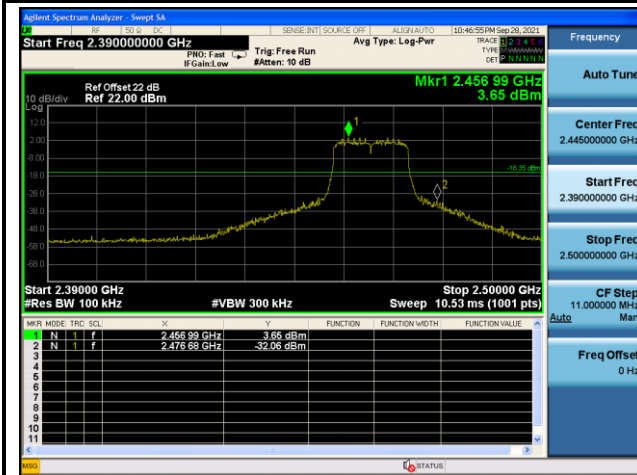 Agilent Spectrum Analyzer - Swept SA
RF 50 Ω DC SENSE:INT SOURCE OFF ALIGN AUTO 10:46:55 PM Sep 28, 2021
Start Freq 2.390000000 GHz
PNO: Fast
IFGain:Low
Trig: Free Run
#Atten: 10 dB
Avg Type: Log-Pwr
TRACE 1 2 3 4 5 6
TYPE
DET P N N N N N
Ref Offset 22 dB
10 dB/div Ref 22.00 dBm
Log
Mkr1 2.456 99 GHz
3.65 dBm
12.0
2.00
-8.00
-18.0
-28.0
-38.0
-48.0
-58.0
-68.0
1
2
-16.35 dBm
Start 2.39000 GHz Stop 2.50000 GHz
#Res BW 100 kHz #VBW 300 kHz Sweep 10.53 ms (1001 pts)
MKR MODE TRC SCL X Y FUNCTION FUNCTION WIDTH FUNCTION VALUE
1 N 1 f 2.456 99 GHz 3.65 dBm
2 N 1 f 2.476 68 GHz -32.06 dBm
3
4
5
6
7
8
9
10
11
MSG STATUS
Frequency
Auto Tune
Center Freq
2.445000000 GHz
Start Freq
2.390000000 GHz
Stop Freq
2.500000000 GHz
CF Step
11.000000 MHz
Auto Man
Freq Offset
0 Hz